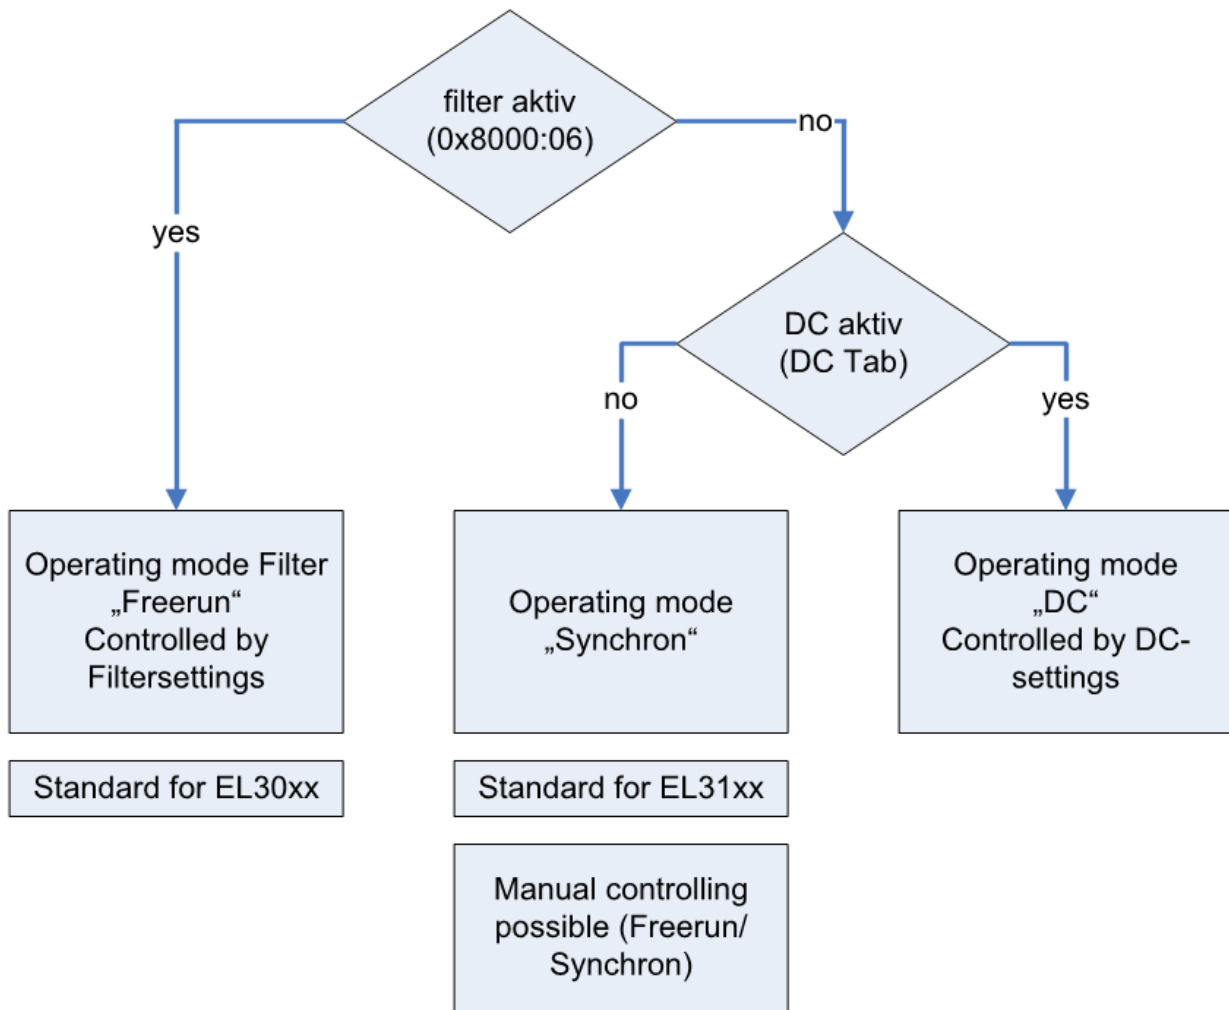 filter aktiv
(0x8000:06)
no
yes
DC aktiv
(DC Tab)
no
yes
Operating mode Filter
„Freerun“
Controlled by
Filtersettings
Operating mode
„Synchron“
Operating mode
„DC“
Controlled by DC-
settings
Standard for EL30xx
Standard for EL31xx
Manual controlling
possible (Freerun/
Synchron)